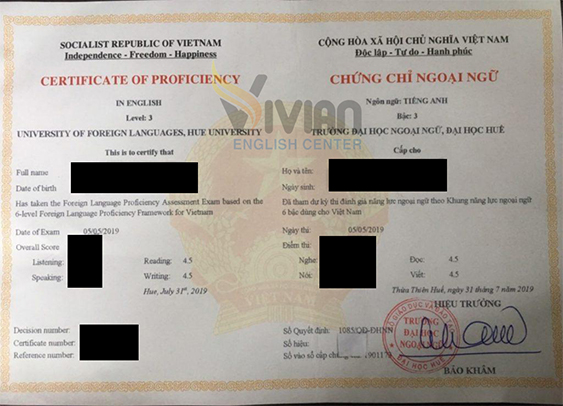 SOCIALIST REPUBLIC OF VIETNAM
Independence - Freedom - Happiness
CERTIFICATE OF PROFICIENCY
IN ENGLISH
Level: 3
UNIVERSITY OF FOREIGN LANGUAGES, HUE UNIVERSITY
This is to certify that
Full name
Date of birth
Has taken the Foreign Language Proficiency Assessment Exam based on the
6-level Foreign Language Proficiency Framework for Vietnam
Date of Exam 05/05/2019
Overall Score
Listening: Reading: 4.5
Speaking: Writing: 4.5
Hue, July 31st, 2019
Decision number:
Certificate number:
Reference number:
CỘNG HÒA XÃ HỘI CHỦ NGHĨA VIỆT NAM
Độc lập - Tự do - Hạnh phúc
CHỨNG CHỈ NGOẠI NGỮ
Ngôn ngữ: TIẾNG ANH
Bậc: 3
TRƯỜNG ĐẠI HỌC NGOẠI NGỮ, ĐẠI HỌC HUẾ
Cấp cho
Họ và tên:
Ngày sinh:
Đã tham dự kỳ thi đánh giá năng lực ngoại ngữ theo Khung năng lực ngoại ngữ
6 bậc dùng cho Việt Nam
Ngày thi: 05/05/2019
Điểm thi:
Nghe Đọc: 4.5
Nói: Viết: 4.5
Thừa Thiên Huế, ngày 31 tháng 7 năm 2019
HIỆU TRƯỞNG
Số Quyết định: 1085/QĐ-ĐHNN
Số hiệu:
Số vào sổ cấp chứng 1901179
TRƯỜNG
ĐẠI HỌC
NGOẠI NGỮ
ĐẠI HỌC HUẾ
BẢO KHÂM
VIVIAN
ENGLISH CENTER
VIỆT NAM